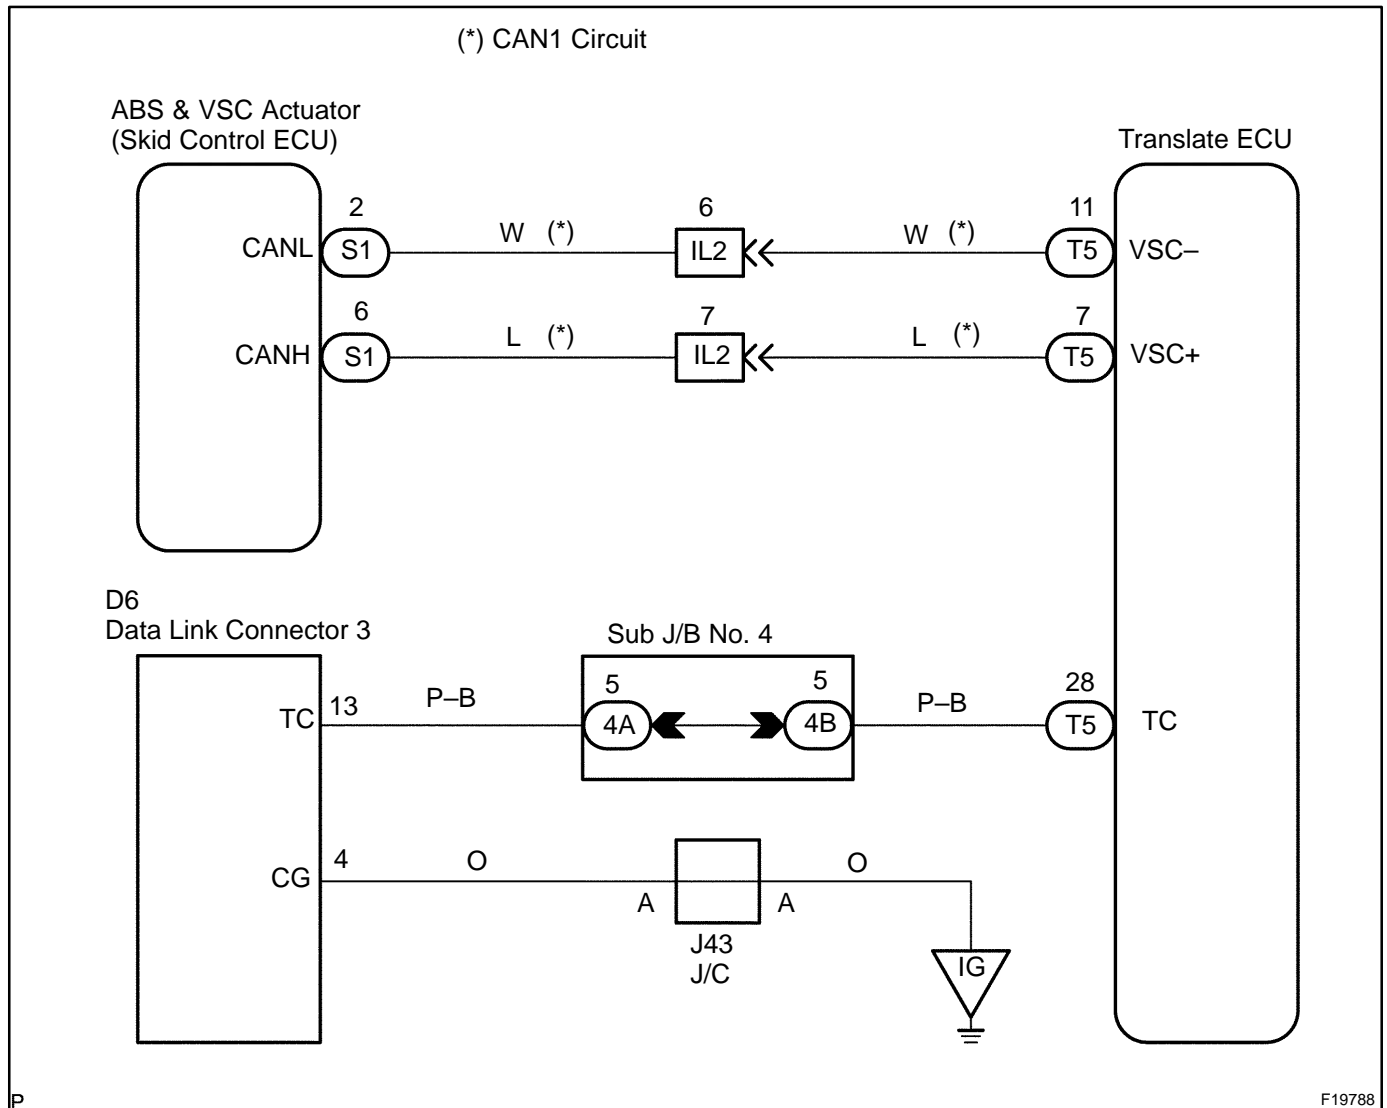 (*) CAN1 Circuit
ABS & VSC Actuator
(Skid Control ECU)
Translate ECU
2
6
11
CANL
S1
W (*)
IL2
W (*)
T5
VSC–
6
7
7
CANH
S1
L (*)
IL2
L (*)
T5
VSC+
D6
Data Link Connector 3
Sub J/B No. 4
TC
13
P–B
5
4A
5
4B
P–B
28
T5
TC
CG
4
O
A
A
O
J43
J/C
IG
P
F19788